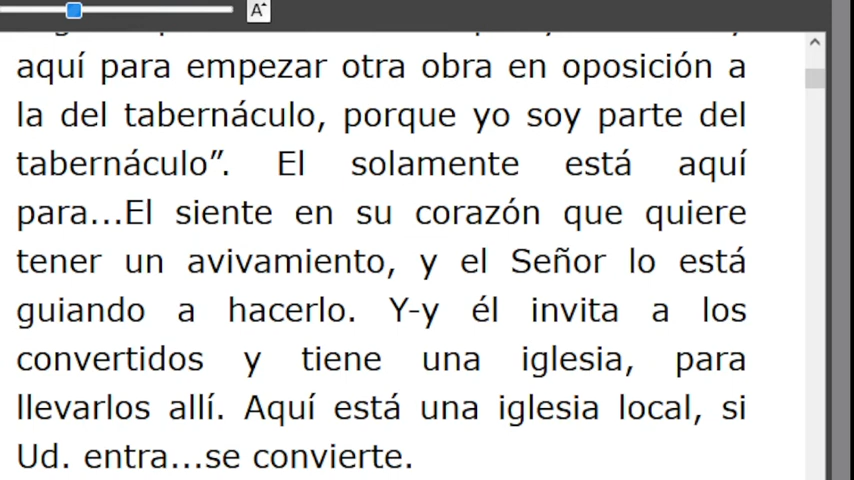 A
aquí para empezar otra obra en oposición a
la del tabernáculo, porque yo soy parte del
tabernáculo”. El solamente está aquí
para...El siente en su corazón que quiere
tener un avivamiento, y el Señor lo está
guiando a hacerlo. Y-y él invita a los
convertidos y tiene una iglesia, para
llevarlos allí. Aquí está una iglesia local, si
Ud. entra...se convierte.